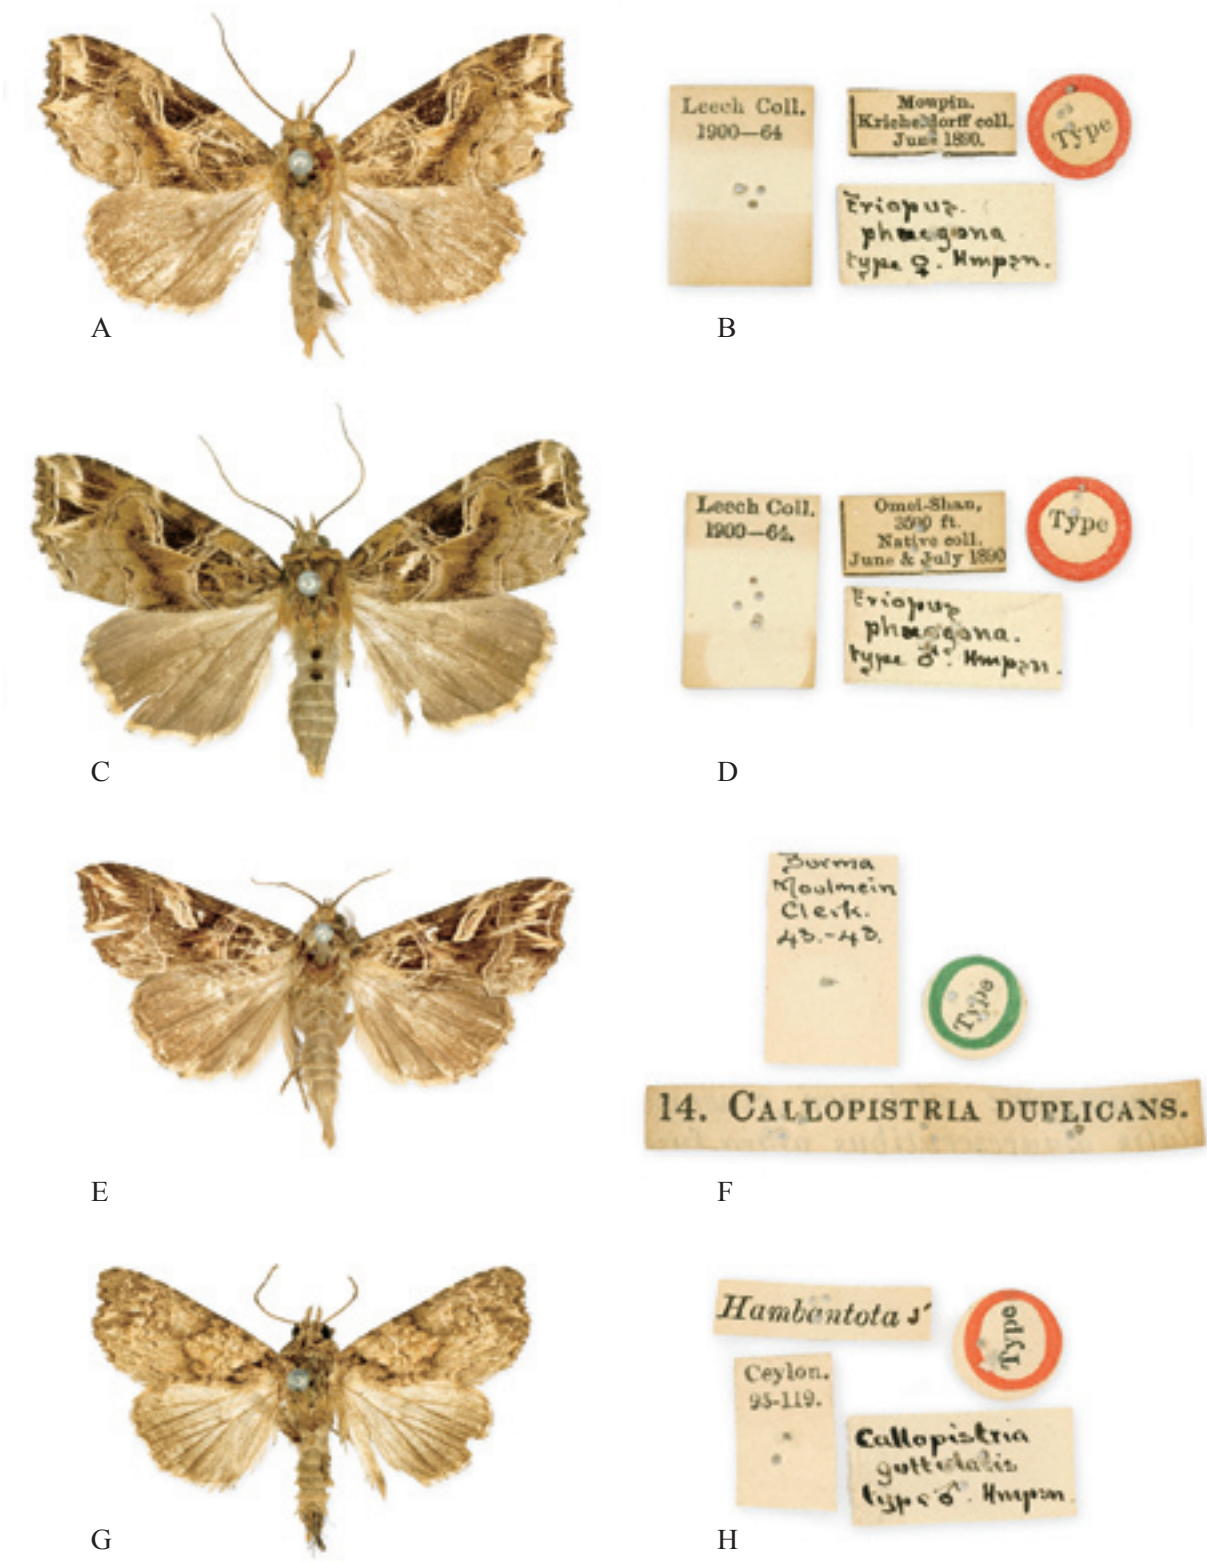 A
Leech Coll.
1900—64
Mowpin.
Kricheldorff coll.
June 1890.
Type
Eriopus
phaegona
type ♀. Hmpsn.
B
C
Leech Coll.
1900—64.
Omei-Shan,
3500 ft.
Native coll.
June & July 1890
Type
Eriopus
phaegona.
type ♂. Hmpsn.
D
E
Burma
Moulmein
Clerk.
43.-43.
Type
14. CALLOPISTRIA DUPLICANS.
F
G
Hambantota
Type
Ceylon.
95-119.
Callopistria
guttulalis
type ♂. Hmpsn.
H